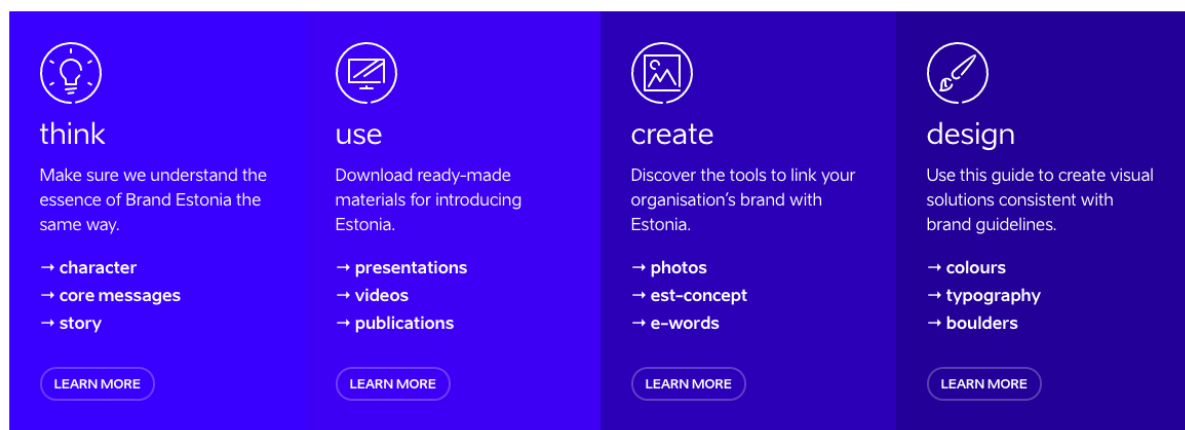 think
Make sure we understand the
essence of Brand Estonia the
same way.
→ character
→ core messages
→ story
LEARN MORE
use
Download ready-made
materials for introducing
Estonia.
→ presentations
→ videos
→ publications
LEARN MORE
create
Discover the tools to link your
organisation's brand with
Estonia.
→ photos
→ est-concept
→ e-words
LEARN MORE
design
Use this guide to create visual
solutions consistent with
brand guidelines.
→ colours
→ typography
→ boulders
LEARN MORE